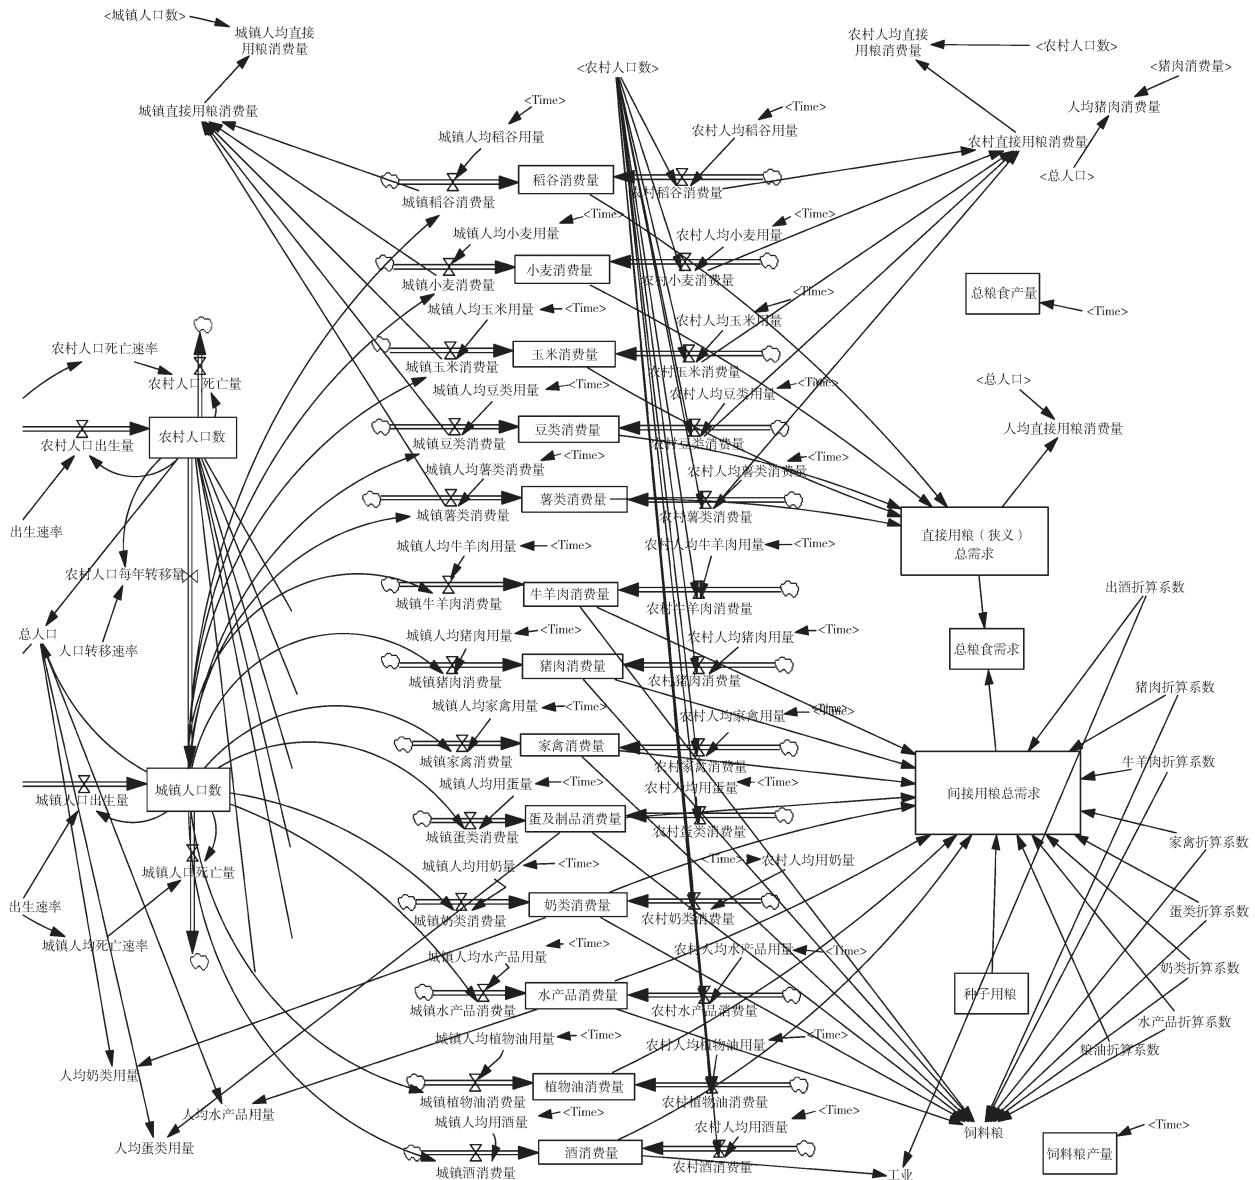 <城镇人口数>
城镇人均直接
用粮消费量
农村人均直接
用粮消费量
<农村人口数>
<农村人口数>
<猪肉消费量>
城镇直接用粮消费量
<Time>
<Time>
人均猪肉消费量
城镇人均稻谷用量
农村人均稻谷用量
农村直接用粮消费量
稻谷消费量
<总人口>
城镇稻谷消费量
农村稻谷消费量
<Time>
<Time>
城镇人均小麦用量
农村人均小麦用量
小麦消费量
城镇小麦消费量
农村小麦消费量
总粮食产量
<Time>
<Time>
城镇人均玉米用量
<Time>
农村人均玉米用量
农村人口死亡速率
玉米消费量
城镇玉米消费量
农村玉米消费量
农村人口死亡量
<Time>
<Time>
<总人口>
城镇人均豆类用量
农村人均豆类用量
农村人口数
豆类消费量
人均直接用粮消费量
农村人口出生量
城镇豆类消费量
农村豆类消费量
<Time>
<Time>
城镇人均薯类消费量
农村人均薯类消费量
薯类消费量
城镇薯类消费量
农村薯类消费量
出生速率
直接用粮（狭义）
总需求
城镇人均牛羊肉用量
<Time>
农村人均牛羊肉用量
<Time>
农村人口每年转移量
牛羊肉消费量
城镇牛羊肉消费量
农村牛羊肉消费量
出酒折算系数
总人口
人口转移速率
城镇人均猪肉用量
<Time>
农村人均猪肉用量
<Time>
总粮食需求
猪肉消费量
城镇猪肉消费量
农村猪肉消费量
猪肉折算系数
城镇人均家禽用量
<Time>
农村人均家禽用量
<Time>
家禽消费量
城镇家禽消费量
农村家禽消费量
牛羊肉折算系数
城镇人口数
城镇人口出生量
城镇人均用蛋量
<Time>
农村人均用蛋量
<Time>
间接用粮总需求
蛋及制品消费量
城镇蛋类消费量
农村蛋类消费量
家禽折算系数
城镇人口死亡量
城镇人均用奶量
<Time>
<Time>
农村人均用奶量
奶类消费量
出生速率
城镇奶类消费量
农村奶类消费量
蛋类折算系数
城镇人均死亡速率
<Time>
城镇人均水产品用量
农村人均水产品用量
<Time>
奶类折算系数
水产品消费量
城镇水产品消费量
农村水产品消费量
种子用粮
水产品折算系数
城镇人均植物油用量
<Time>
农村人均植物油用量
<Time>
粮油折算系数
人均奶类用量
植物油消费量
城镇植物油消费量
农村植物油消费量
人均水产品用量
<Time>
<Time>
城镇人均用酒量
农村人均用酒量
饲料粮
<Time>
人均蛋类用量
酒消费量
饲料粮产量
城镇酒消费量
农村酒消费量
工业